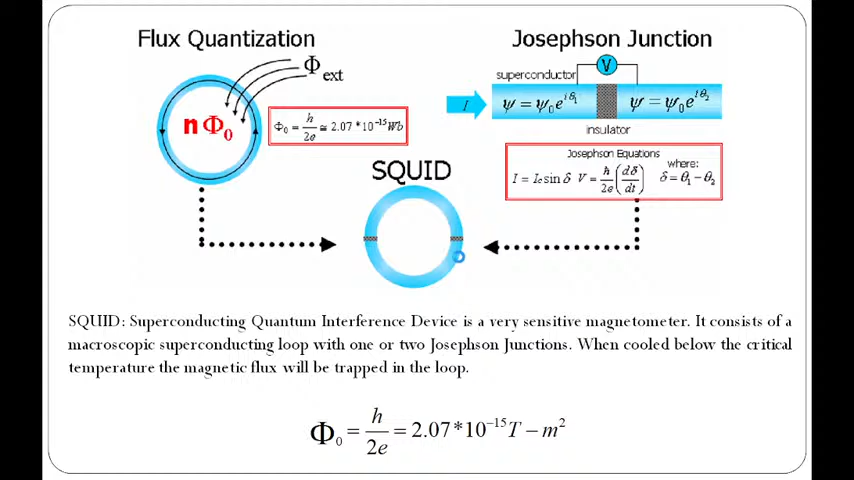 Flux Quantization
Φext
nΦ₀
Φ₀ = h/2e ≅ 2.07*10⁻¹⁵ Wb
Josephson Junction
V
superconductor
I
ψ = ψ₀e^{iθ₁}
ψ = ψ₀e^{iθ₂}
insulator
Josephson Equations
I = I_c sin δ V = ħ/2e (dδ/dt) where: δ = θ₁ − θ₂
SQUID
SQUID: Superconducting Quantum Interference Device is a very sensitive magnetometer. It consists of a
macroscopic superconducting loop with one or two Josephson Junctions. When cooled below the critical
temperature the magnetic flux will be trapped in the loop.
Φ₀ = h/2e = 2.07*10⁻¹⁵ T − m²